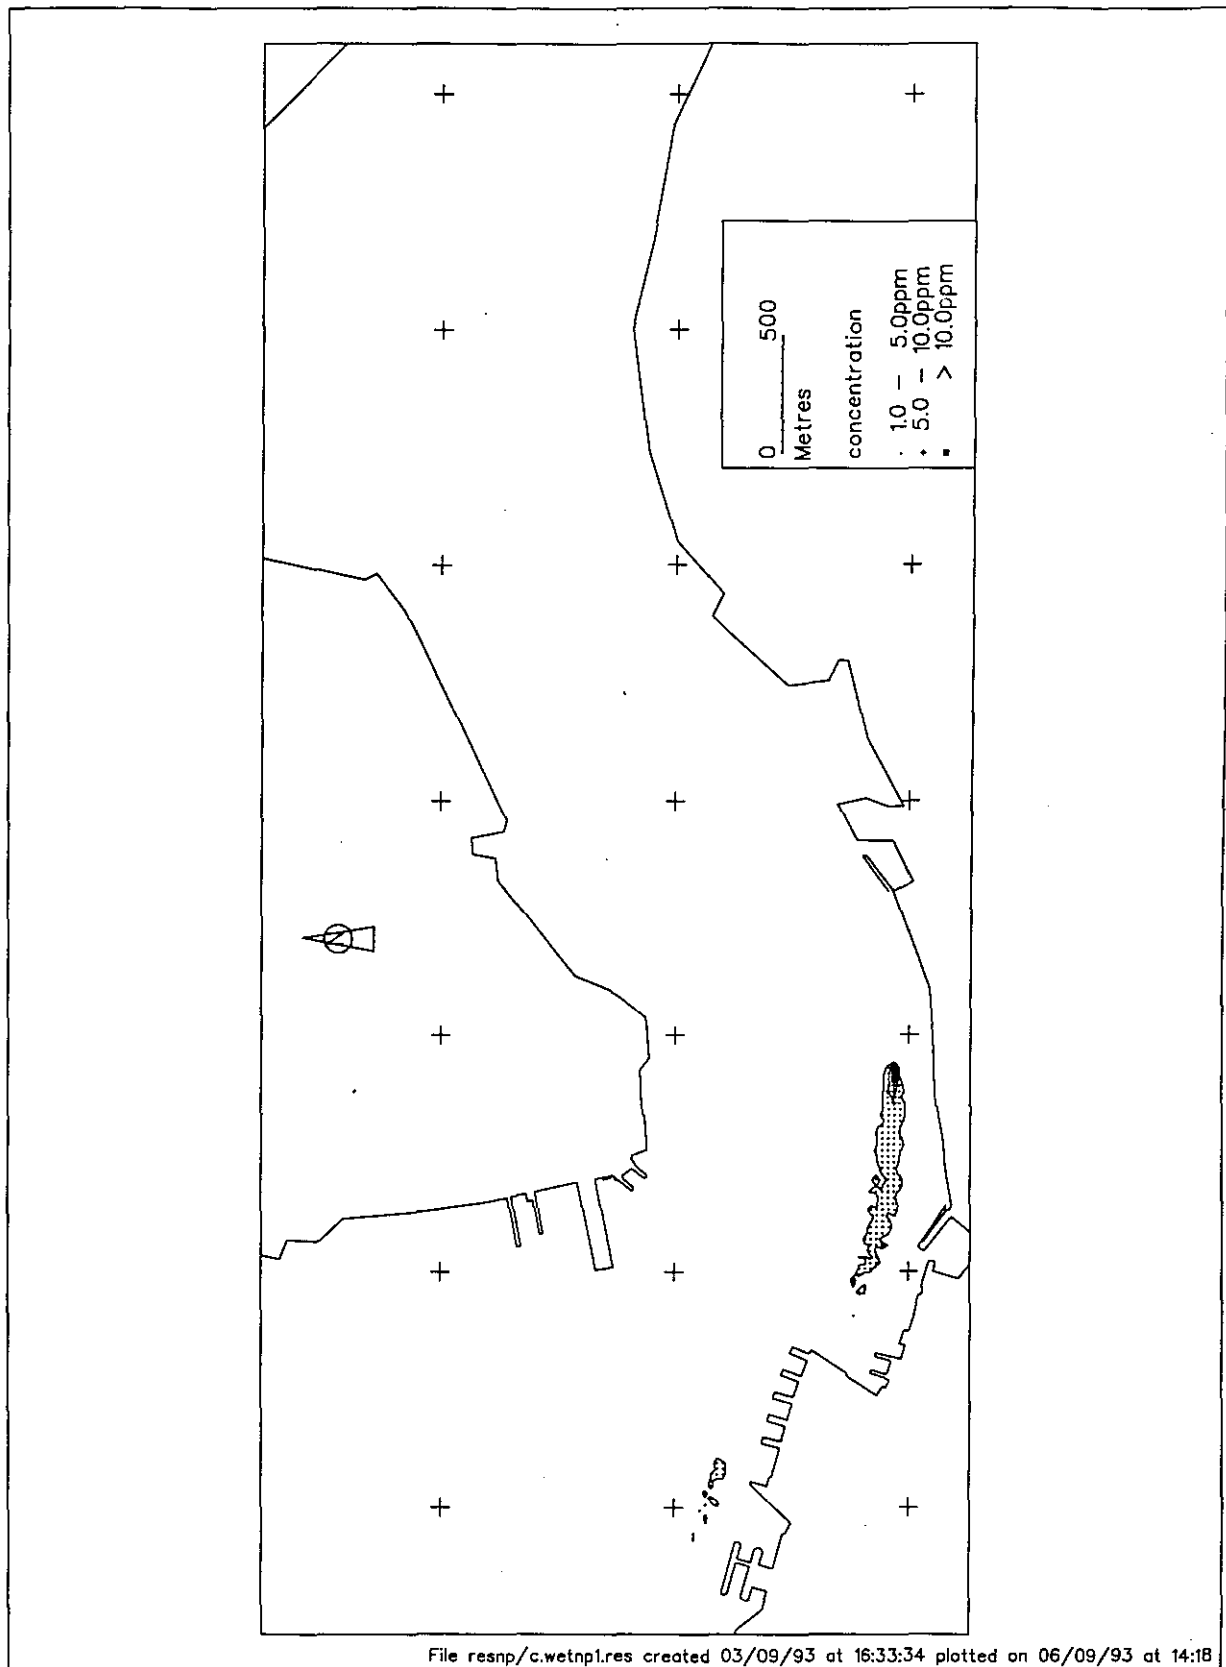 0 500
Metres
concentration
· 1.0 – 5.0ppm
♦ 5.0 – 10.0ppm
▪ > 10.0ppm
N
File resnp/c.wetnp1.res created 03/09/93 at 16:33:34 plotted on 06/09/93 at 14:18